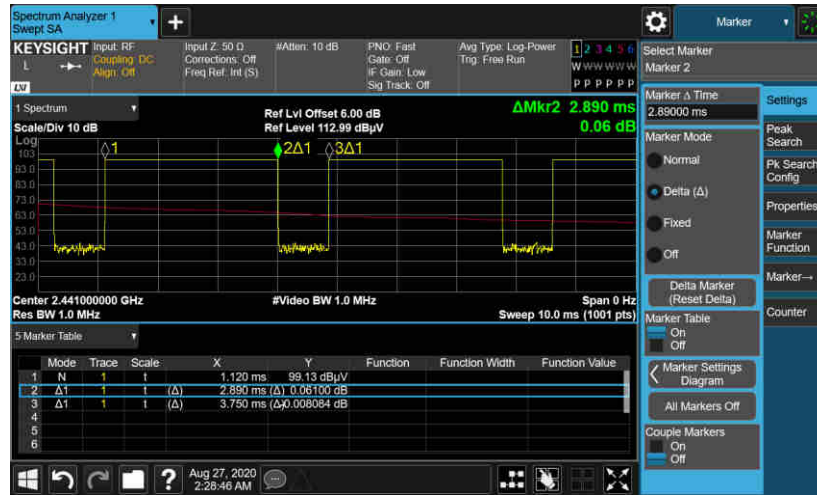 Spectrum Analyzer 1
Swept SA
Marker
KEYSIGHT
L
LXI
Input: RF
Coupling: DC
Align: Off
Input Z: 50 Ω
Corrections: Off
Freq Ref: Int (S)
#Atten: 10 dB
PNO: Fast
Gate: Off
IF Gain: Low
Sig Track: Off
Avg Type: Log-Power
Trig: Free Run
1 2 3 4 5 6
W W W W W W
P P P P P P
Select Marker
Marker 2
1 Spectrum
Scale/Div 10 dB
Log
Ref Lvl Offset 6.00 dB
Ref Level 112.99 dBµV
ΔMkr2 2.890 ms
0.06 dB
103
93.0
83.0
73.0
63.0
53.0
43.0
33.0
23.0
1
2Δ1
3Δ1
Center 2.441000000 GHz
Res BW 1.0 MHz
#Video BW 1.0 MHz
Span 0 Hz
Sweep 10.0 ms (1001 pts)
5 Marker Table
Mode Trace Scale X Y Function Function Width Function Value
1 N 1 t 1.120 ms 99.13 dBµV
2 Δ1 1 t (Δ) 2.890 ms (Δ) 0.06100 dB
3 Δ1 1 t (Δ) 3.750 ms (Δ)-0.008084 dB
4
5
6
Marker Δ Time
2.89000 ms
Marker Mode
Normal
Delta (Δ)
Fixed
Off
Delta Marker
(Reset Delta)
Marker Table
On
Off
Marker Settings
Diagram
All Markers Off
Couple Markers
On
Off
Settings
Peak
Search
Pk Search
Config
Properties
Marker
Function
Marker→
Counter
?
Aug 27, 2020
2:28:46 AM